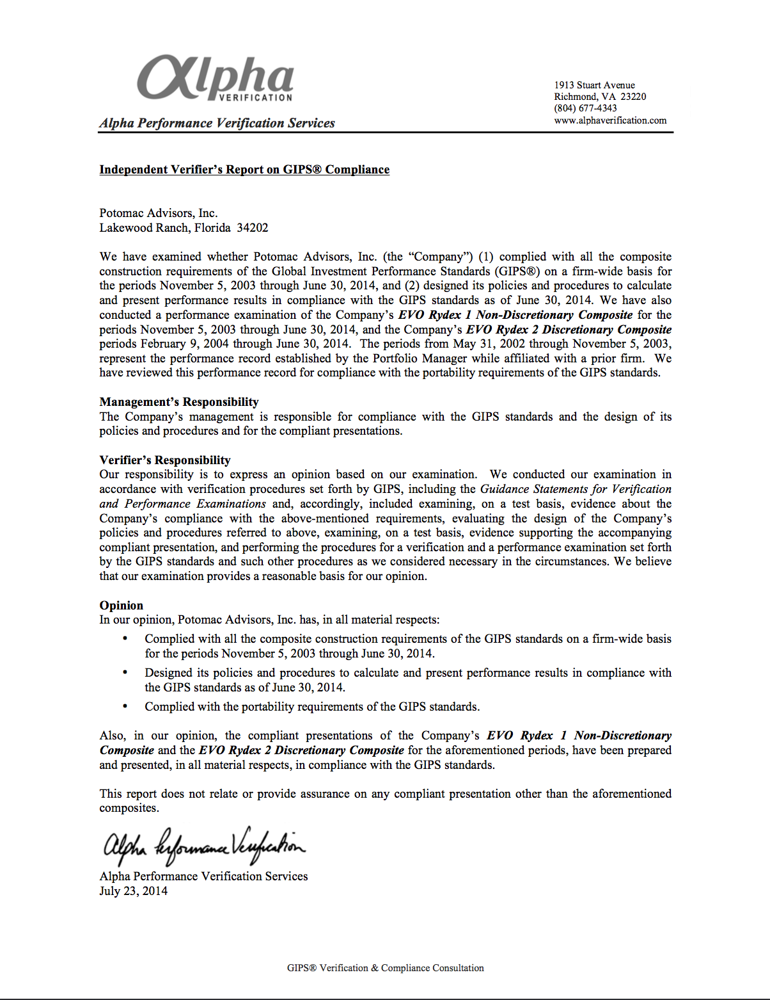 Alpha
VERIFICATION
Alpha Performance Verification Services
1913 Stuart Avenue
Richmond, VA  23220
(804) 677-4343
www.alphaverification.com
Independent Verifier's Report on GIPS® Compliance
Potomac Advisors, Inc.
Lakewood Ranch, Florida  34202
We have examined whether Potomac Advisors, Inc. (the “Company”) (1) complied with all the composite
construction requirements of the Global Investment Performance Standards (GIPS®) on a firm-wide basis for
the periods November 5, 2003 through June 30, 2014, and (2) designed its policies and procedures to calculate
and present performance results in compliance with the GIPS standards as of June 30, 2014. We have also
conducted a performance examination of the Company’s EVO Rydex 1 Non-Discretionary Composite for the
periods November 5, 2003 through June 30, 2014, and the Company’s EVO Rydex 2 Discretionary Composite
periods February 9, 2004 through June 30, 2014.  The periods from May 31, 2002 through November 5, 2003,
represent the performance record established by the Portfolio Manager while affiliated with a prior firm.  We
have reviewed this performance record for compliance with the portability requirements of the GIPS standards.
Management’s Responsibility
The Company’s management is responsible for compliance with the GIPS standards and the design of its
policies and procedures and for the compliant presentations.
Verifier’s Responsibility
Our responsibility is to express an opinion based on our examination.  We conducted our examination in
accordance with verification procedures set forth by GIPS, including the Guidance Statements for Verification
and Performance Examinations and, accordingly, included examining, on a test basis, evidence about the
Company’s compliance with the above-mentioned requirements, evaluating the design of the Company’s
policies and procedures referred to above, examining, on a test basis, evidence supporting the accompanying
compliant presentation, and performing the procedures for a verification and a performance examination set forth
by the GIPS standards and such other procedures as we considered necessary in the circumstances. We believe
that our examination provides a reasonable basis for our opinion.
Opinion
In our opinion, Potomac Advisors, Inc. has, in all material respects:
• Complied with all the composite construction requirements of the GIPS standards on a firm-wide basis
for the periods November 5, 2003 through June 30, 2014.
• Designed its policies and procedures to calculate and present performance results in compliance with
the GIPS standards as of June 30, 2014.
• Complied with the portability requirements of the GIPS standards.
Also, in our opinion, the compliant presentations of the Company’s EVO Rydex 1 Non-Discretionary
Composite and the EVO Rydex 2 Discretionary Composite for the aforementioned periods, have been prepared
and presented, in all material respects, in compliance with the GIPS standards.
This report does not relate or provide assurance on any compliant presentation other than the aforementioned
composites.
Alpha Performance Verification
Alpha Performance Verification Services
July 23, 2014
GIPS® Verification & Compliance Consultation